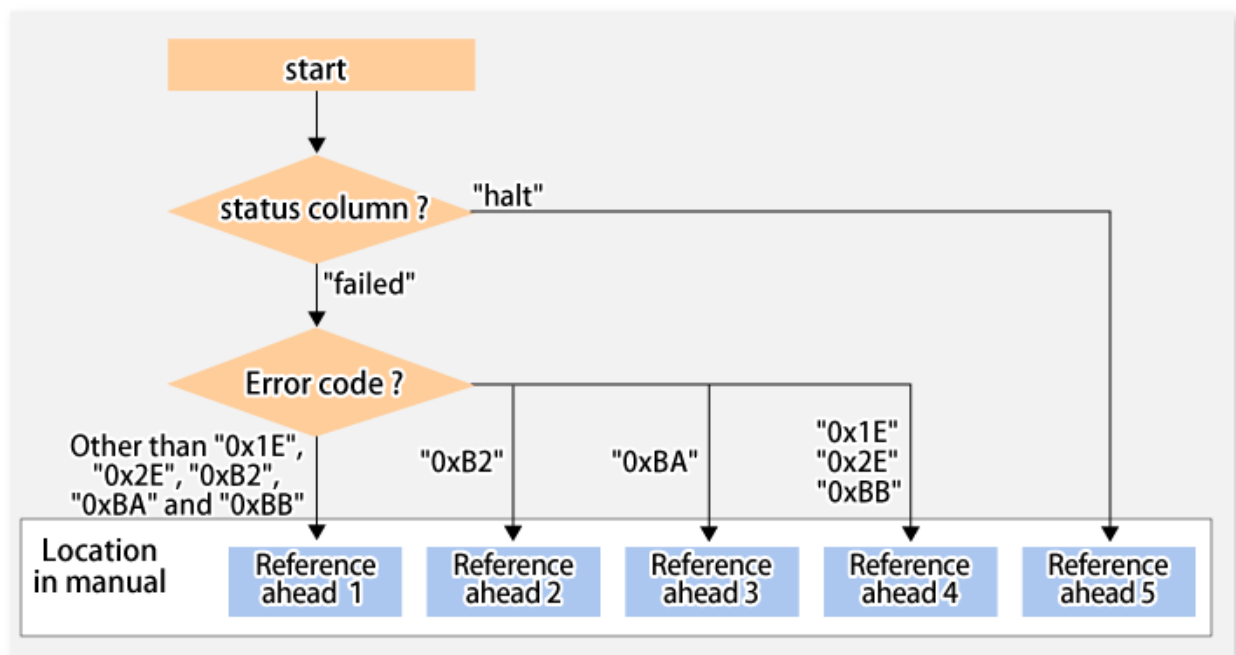 start
status column ?
"halt"
"failed"
Error code ?
Other than "0x1E",
"0x2E", "0xB2",
"0xBA" and "0xBB"
"0xB2"
"0xBA"
"0x1E"
"0x2E"
"0xBB"
Location
in manual
Reference
ahead 1
Reference
ahead 2
Reference
ahead 3
Reference
ahead 4
Reference
ahead 5